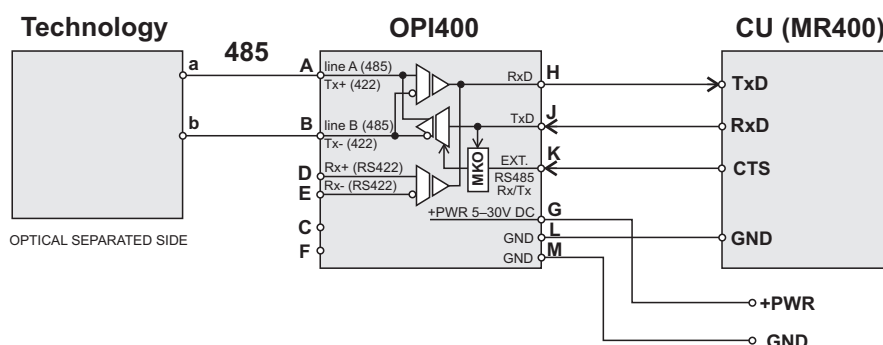 Technology
485
OPI400
CU (MR400)
a
A
line A (485)
Tx+ (422)
RxD
H
TxD
b
B
line B (485)
Tx- (422)
TxD
J
RxD
MKO
EXT.
RS485
Rx/Tx
K
CTS
D
Rx+ (RS422)
E
Rx- (RS422)
+PWR 5–30V DC
G
C
GND
L
GND
F
GND
M
OPTICAL SEPARATED SIDE
+PWR
GND